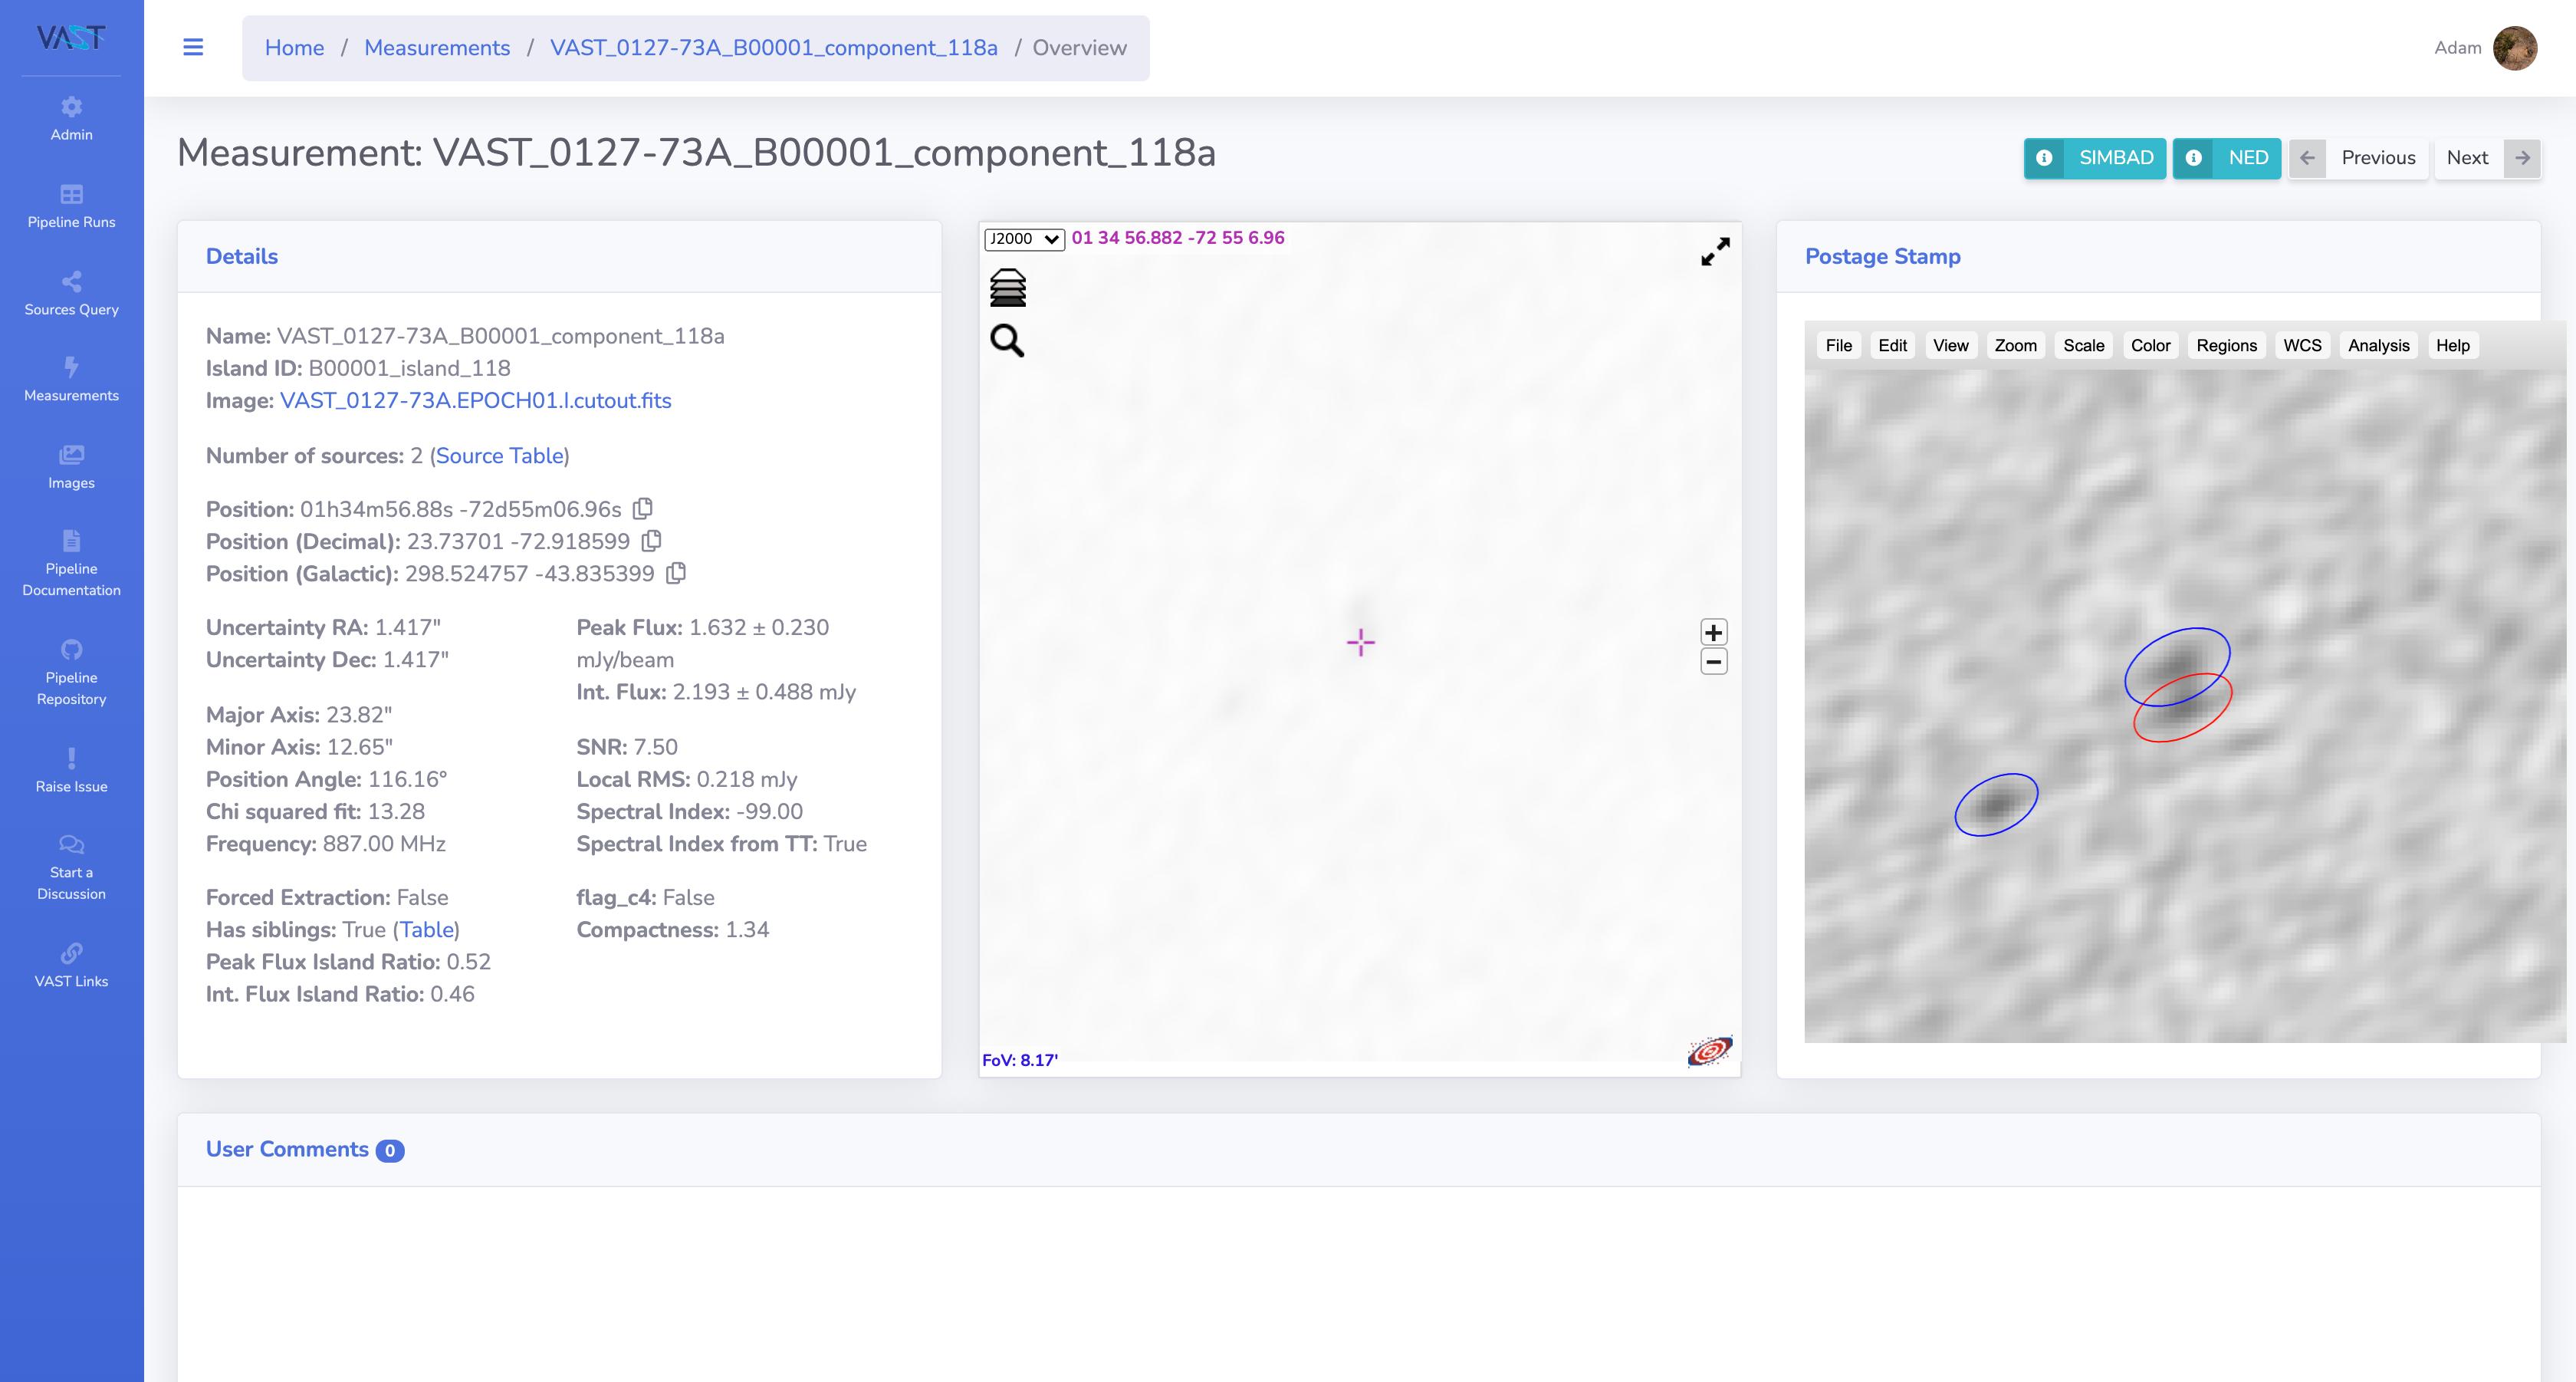 VAST
Home / Measurements / VAST_0127-73A_B00001_component_118a / Overview
Adam
Admin
Pipeline Runs
Sources Query
Measurements
Images
Pipeline
Documentation
Pipeline
Repository
Raise Issue
Start a
Discussion
VAST Links
Measurement: VAST_0127-73A_B00001_component_118a
SIMBAD
NED
Previous
Next
Details
Name: VAST_0127-73A_B00001_component_118a
Island ID: B00001_island_118
Image: VAST_0127-73A.EPOCH01.I.cutout.fits
Number of sources: 2 (Source Table)
Position: 01h34m56.88s -72d55m06.96s
Position (Decimal): 23.73701 -72.918599
Position (Galactic): 298.524757 -43.835399
Uncertainty RA: 1.417"
Uncertainty Dec: 1.417"
Major Axis: 23.82"
Minor Axis: 12.65"
Position Angle: 116.16°
Chi squared fit: 13.28
Frequency: 887.00 MHz
Forced Extraction: False
Has siblings: True (Table)
Peak Flux Island Ratio: 0.52
Int. Flux Island Ratio: 0.46
Peak Flux: 1.632 ± 0.230
mJy/beam
Int. Flux: 2.193 ± 0.488 mJy
SNR: 7.50
Local RMS: 0.218 mJy
Spectral Index: -99.00
Spectral Index from TT: True
flag_c4: False
Compactness: 1.34
J2000 01 34 56.882 -72 55 6.96
FoV: 8.17'
Postage Stamp
File Edit View Zoom Scale Color Regions WCS Analysis Help
User Comments 0